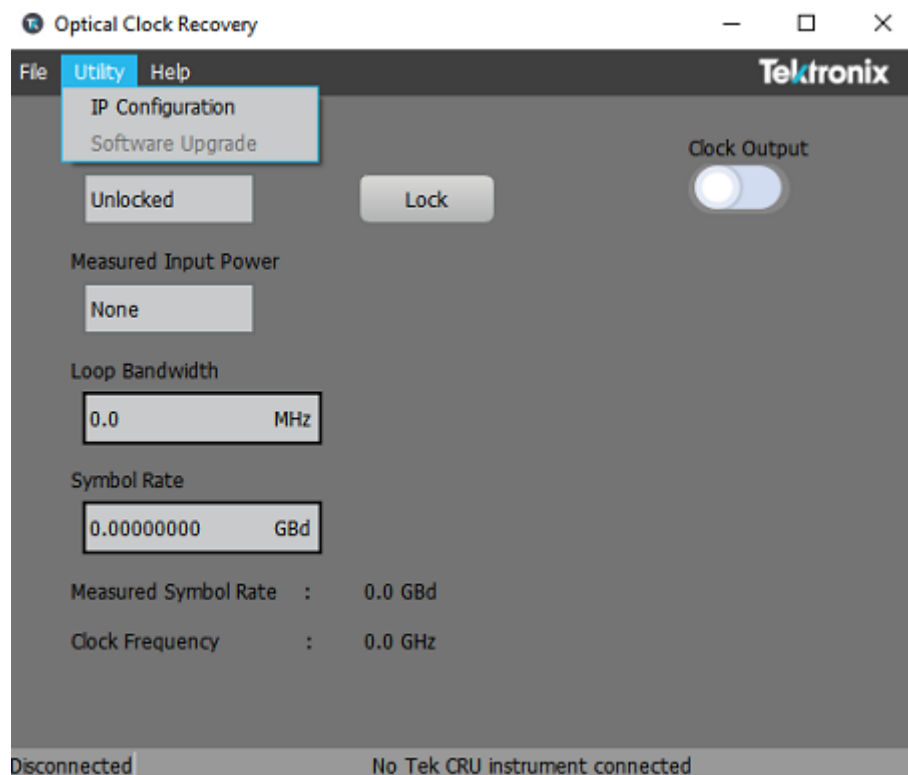 Optical Clock Recovery
File Utility Help Tektronix
IP Configuration
Software Upgrade
Clock Output
Unlocked Lock
Measured Input Power
None
Loop Bandwidth
0.0 MHz
Symbol Rate
0.00000000 GBd
Measured Symbol Rate : 0.0 GBd
Clock Frequency : 0.0 GHz
Disconnected No Tek CRU instrument connected